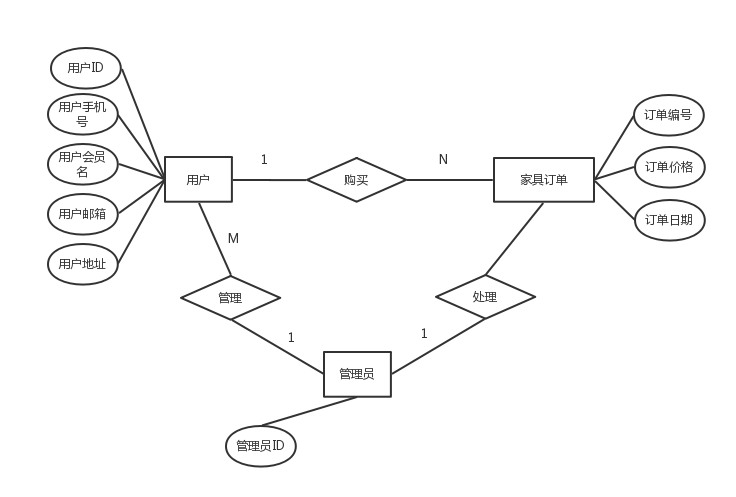 用户ID
用户手机
号
用户会员
名
用户邮箱
用户地址
用户
1
购买
N
家具订单
订单编号
订单价格
订单日期
M
管理
1
处理
1
管理员
管理员ID